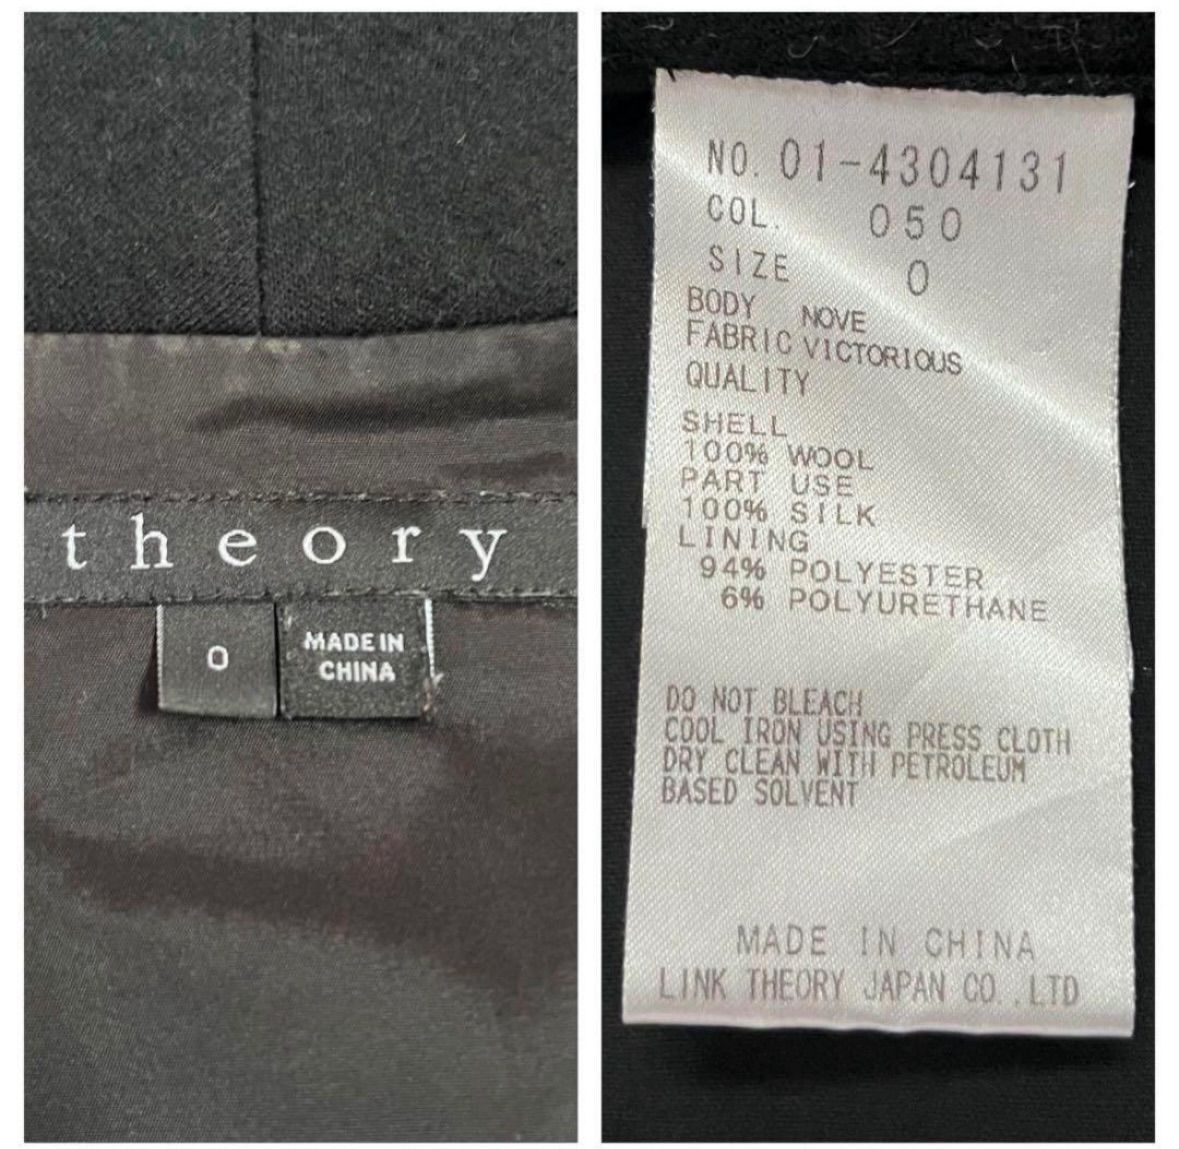 theory
0
MADE IN
CHINA
NO. 01-4304131
COL. 050
SIZE 0
BODY NOVE
FABRIC VICTORIOUS
QUALITY
SHELL
100% WOOL
PART USE
100% SILK
LINING
94% POLYESTER
6% POLYURETHANE
DO NOT BLEACH
COOL IRON USING PRESS CLOTH
DRY CLEAN WITH PETROLEUM
BASED SOLVENT
MADE IN CHINA
LINK THEORY JAPAN CO.,LTD